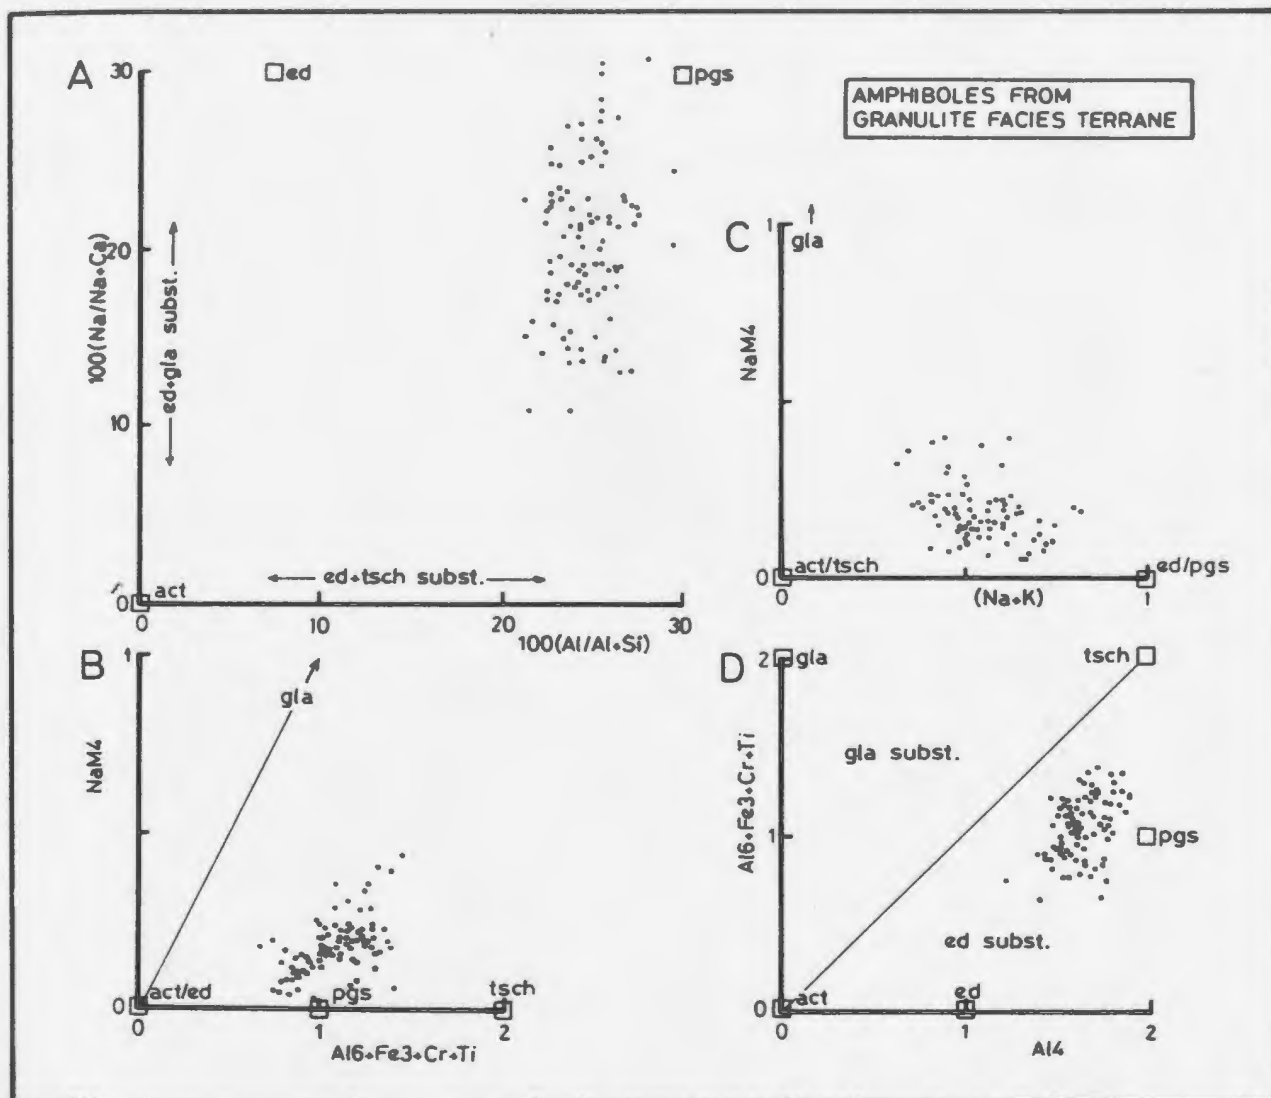 A
30
ed
pgs
AMPHIBOLES FROM
GRANULITE FACIES TERRANE
20
10
0
100(Na/Na+Ca)
ed+gla subst.
act
ed+tsch subst.
0
10
20
30
100(Al/Al+Si)
C
1
gla
NaM4
0
act/tsch
ed/pgs
0
(Na+K)
1
B
1
gla
NaM4
0
act/ed
pgs
tsch
0
1
2
Al6+Fe3+Cr+Ti
D
2
gla
tsch
Al6+Fe3+Cr+Ti
gla subst.
1
pgs
ed subst.
0
act
ed
0
1
2
Al4